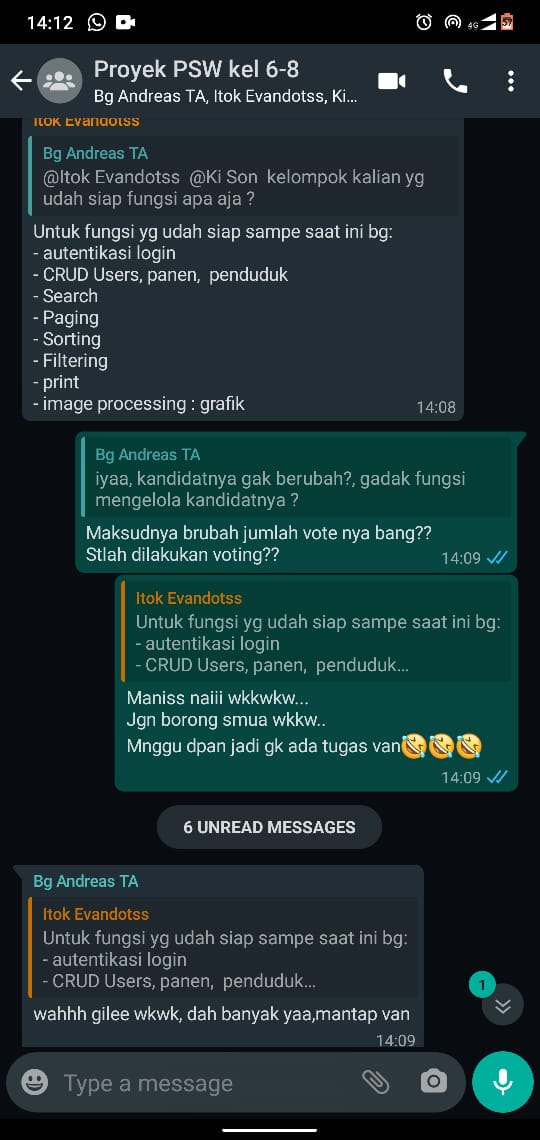 14:12
4G
57
Proyek PSW kel 6-8
Bg Andreas TA, Itok Evandotss, Ki...
Itok Evandotss
Bg Andreas TA
@Itok Evandotss @Ki Son kelompok kalian yg
udah siap fungsi apa aja ?
Untuk fungsi yg udah siap sampe saat ini bg:
- autentikasi login
- CRUD Users, panen, penduduk
- Search
- Paging
- Sorting
- Filtering
- print
- image processing : grafik
14:08
Bg Andreas TA
iyaa, kandidatnya gak berubah?, gadak fungsi
mengelola kandidatnya ?
Maksudnya brubah jumlah vote nya bang??
Stlah dilakukan voting??
14:09
Itok Evandotss
Untuk fungsi yg udah siap sampe saat ini bg:
- autentikasi login
- CRUD Users, panen, penduduk...
Maniss naiii wkkwkw...
Jgn borong smua wkkw..
Mnggu dpan jadi gk ada tugas van🤣🤣🤣
14:09
6 UNREAD MESSAGES
Bg Andreas TA
Itok Evandotss
Untuk fungsi yg udah siap sampe saat ini bg:
- autentikasi login
- CRUD Users, panen, penduduk...
wahhh gilee wkwk, dah banyak yaa,mantap van
14:09
1
Type a message